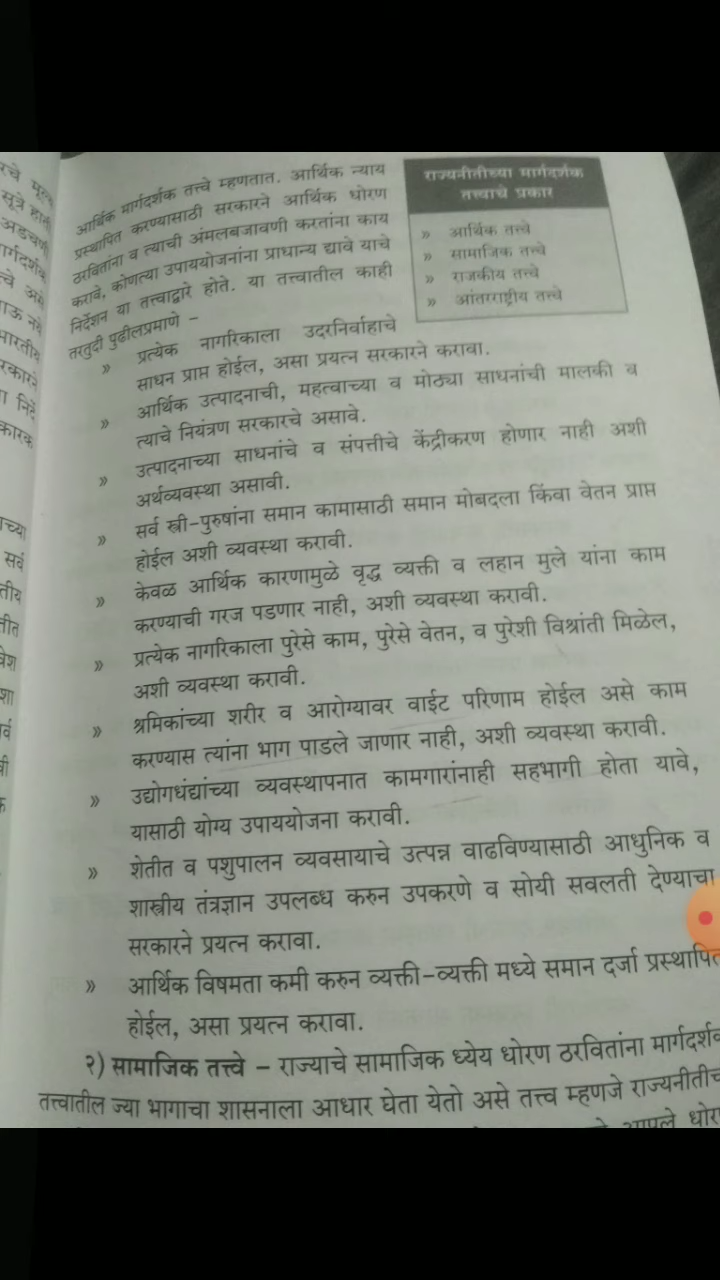 आर्थिक मार्गदर्शक तत्त्वे म्हणतात. आर्थिक न्याय
प्रस्थापित करण्यासाठी सरकारने आर्थिक धोरण
ठरवितांना व त्याची अंमलबजावणी करतांना काय
करावे, कोणत्या उपाययोजनांना प्राधान्य द्यावे याचे
निर्देशन या तत्त्वाद्वारे होते. या तत्त्वातील काही
तरतुदी पुढीलप्रमाणे –
राज्यनीतीच्या मार्गदर्शक
तत्त्वाचे प्रकार
» आर्थिक तत्त्वे
» सामाजिक तत्त्वे
» राजकीय तत्त्वे
» आंतरराष्ट्रीय तत्त्वे
» प्रत्येक नागरिकाला उदरनिर्वाहाचे
साधन प्राप्त होईल, असा प्रयत्न सरकारने करावा.
» आर्थिक उत्पादनाची, महत्वाच्या व मोठ्या साधनांची मालकी व
त्याचे नियंत्रण सरकारचे असावे.
» उत्पादनाच्या साधनांचे व संपत्तीचे केंद्रीकरण होणार नाही अशी
अर्थव्यवस्था असावी.
» सर्व स्त्री-पुरुषांना समान कामासाठी समान मोबदला किंवा वेतन प्राप्त
होईल अशी व्यवस्था करावी.
» केवळ आर्थिक कारणामुळे वृद्ध व्यक्ती व लहान मुले यांना काम
करण्याची गरज पडणार नाही, अशी व्यवस्था करावी.
» प्रत्येक नागरिकाला पुरेसे काम, पुरेसे वेतन, व पुरेशी विश्रांती मिळेल,
अशी व्यवस्था करावी.
» श्रमिकांच्या शरीर व आरोग्यावर वाईट परिणाम होईल असे काम
करण्यास त्यांना भाग पाडले जाणार नाही, अशी व्यवस्था करावी.
» उद्योगधंद्यांच्या व्यवस्थापनात कामगारांनाही सहभागी होता यावे,
यासाठी योग्य उपाययोजना करावी.
» शेतीत व पशुपालन व्यवसायाचे उत्पन्न वाढविण्यासाठी आधुनिक व
शास्त्रीय तंत्रज्ञान उपलब्ध करुन उपकरणे व सोयी सवलती देण्याचा
सरकारने प्रयत्न करावा.
» आर्थिक विषमता कमी करुन व्यक्ती-व्यक्ती मध्ये समान दर्जा प्रस्थापित
होईल, असा प्रयत्न करावा.
२) सामाजिक तत्त्वे – राज्याचे सामाजिक ध्येय धोरण ठरवितांना मार्गदर्शक
तत्त्वातील ज्या भागाचा शासनाला आधार घेता येतो असे तत्त्व म्हणजे राज्यनीतीच
आपले धोर